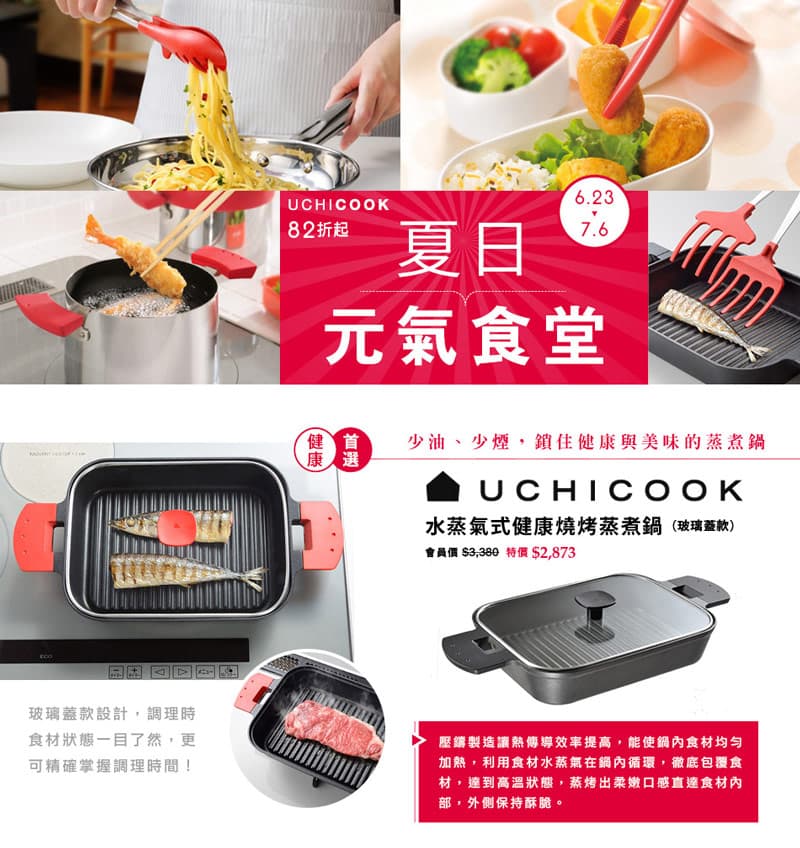 UCHICOOK
82折起
6.23
7.6
夏日
元氣食堂
健康
首選
少油、少煙，鎖住健康與美味的蒸煮鍋
UCHICOOK
水蒸氣式健康燒烤蒸煮鍋（玻璃蓋款）
會員價 $3,380 特價 $2,873
ECO
玻璃蓋款設計，調理時
食材狀態一目了然，更
可精確掌握調理時間！
壓鑄製造讓熱傳導效率提高，能使鍋內食材均勻
加熱，利用食材水蒸氣在鍋內循環，徹底包覆食
材，達到高溫狀態，蒸烤出柔嫩口感直達食材內
部，外側保持酥脆。